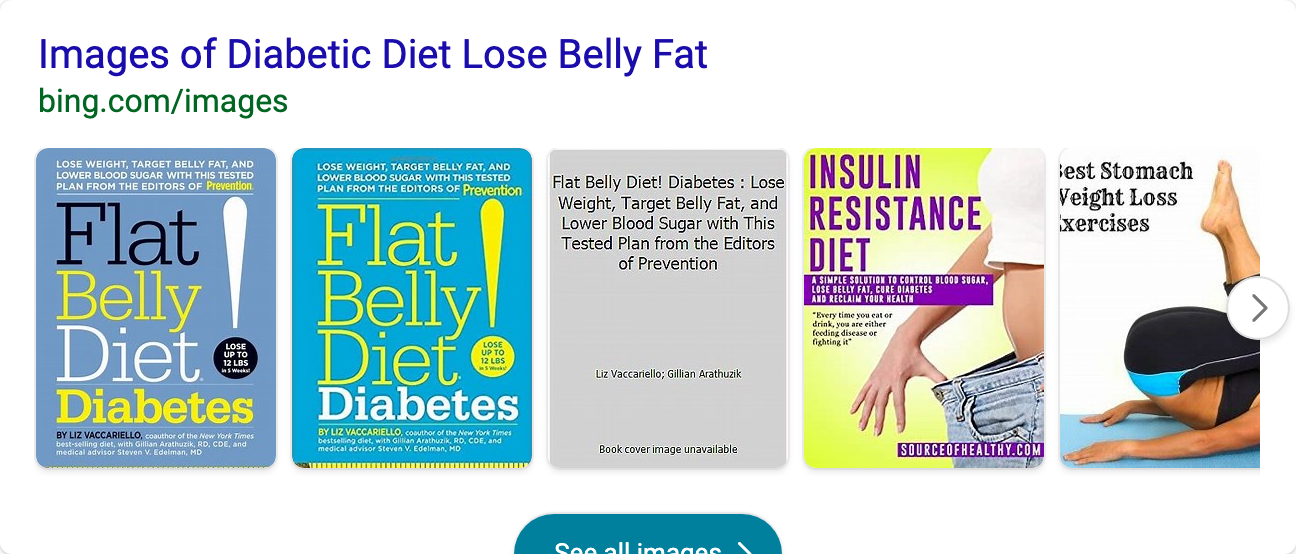 Images of Diabetic Diet Lose Belly Fat
bing.com/images
LOSE WEIGHT, TARGET BELLY FAT, AND
LOWER BLOOD SUGAR WITH THIS TESTED
PLAN FROM THE EDITORS OF Prevention.
Flat
Belly
Diet!
LOSE
UP TO
12 LBS
in 5 Weeks!
Diabetes
BY LIZ VACCARIELLO, coauthor of the New York Times
best-selling diet, with Gillian Arathuzik, RD, CDE, and
medical advisor Steven V. Edelman, MD
LOSE WEIGHT, TARGET BELLY FAT, AND
LOWER BLOOD SUGAR WITH THIS TESTED
PLAN FROM THE EDITORS OF Prevention
Flat
Belly!
Diet.
LOSE
UP TO
12 LBS
in 5 Weeks!
Diabetes
BY LIZ VACCARIELLO, coauthor of the New York Times
bestselling diet, with Gillian Arathuzik, RD, CDE, and
medical advisor Steven V. Edelman, MD
Flat Belly Diet! Diabetes : Lose
Weight, Target Belly Fat, and
Lower Blood Sugar with This
Tested Plan from the Editors
of Prevention
Liz Vaccariello; Gillian Arathuzik
Book cover image unavailable
INSULIN
RESISTANCE
DIET
A SIMPLE SOLUTION TO CONTROL BLOOD SUGAR,
LOSE BELLY FAT, CURE DIABETES
AND RECLAIM YOUR HEALTH
"Every time you eat or
drink, you are either
feeding disease or
fighting it"
SOURCEOFHEALTHY.COM
est Stomach
eight Loss
xercises
See all images